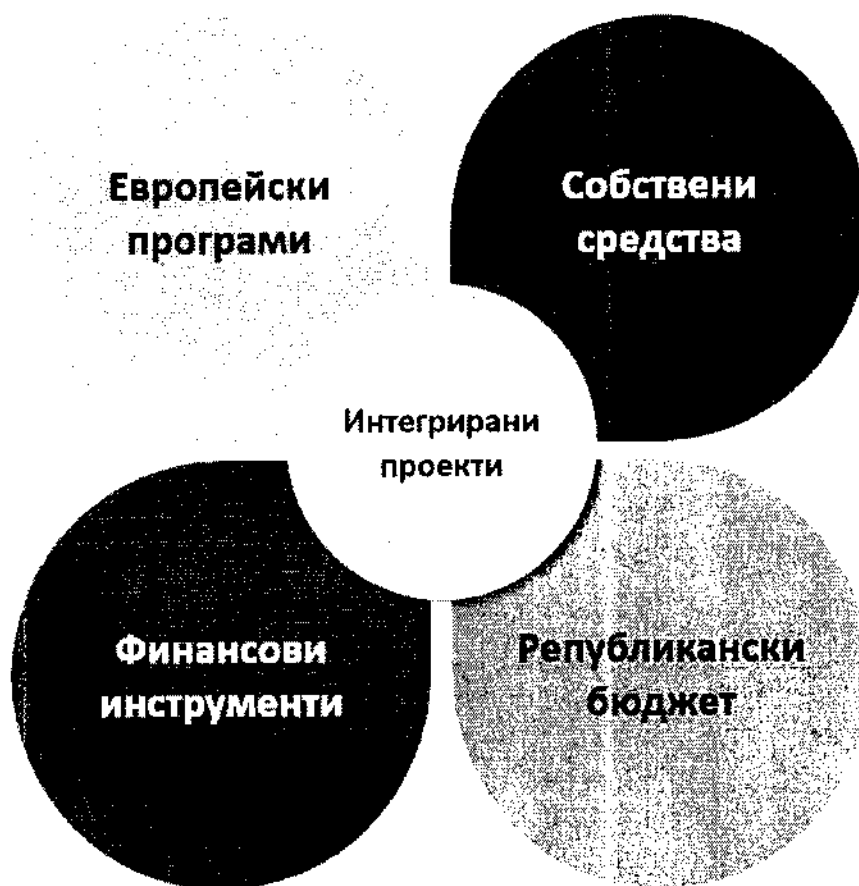 Европейски
програми
Собствени
средства
Интегрирани
проекти
Финансови
инструменти
Републикански
бюджет